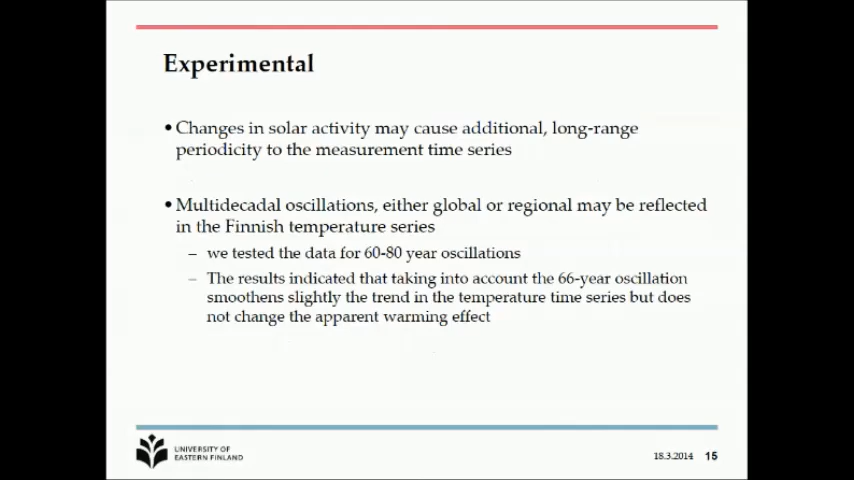 Experimental
• Changes in solar activity may cause additional, long-range
periodicity to the measurement time series
• Multidecadal oscillations, either global or regional may be reflected
in the Finnish temperature series
– we tested the data for 60-80 year oscillations
– The results indicated that taking into account the 66-year oscillation
smoothens slightly the trend in the temperature time series but does
not change the apparent warming effect
UNIVERSITY OF
EASTERN FINLAND
18.3.2014 15